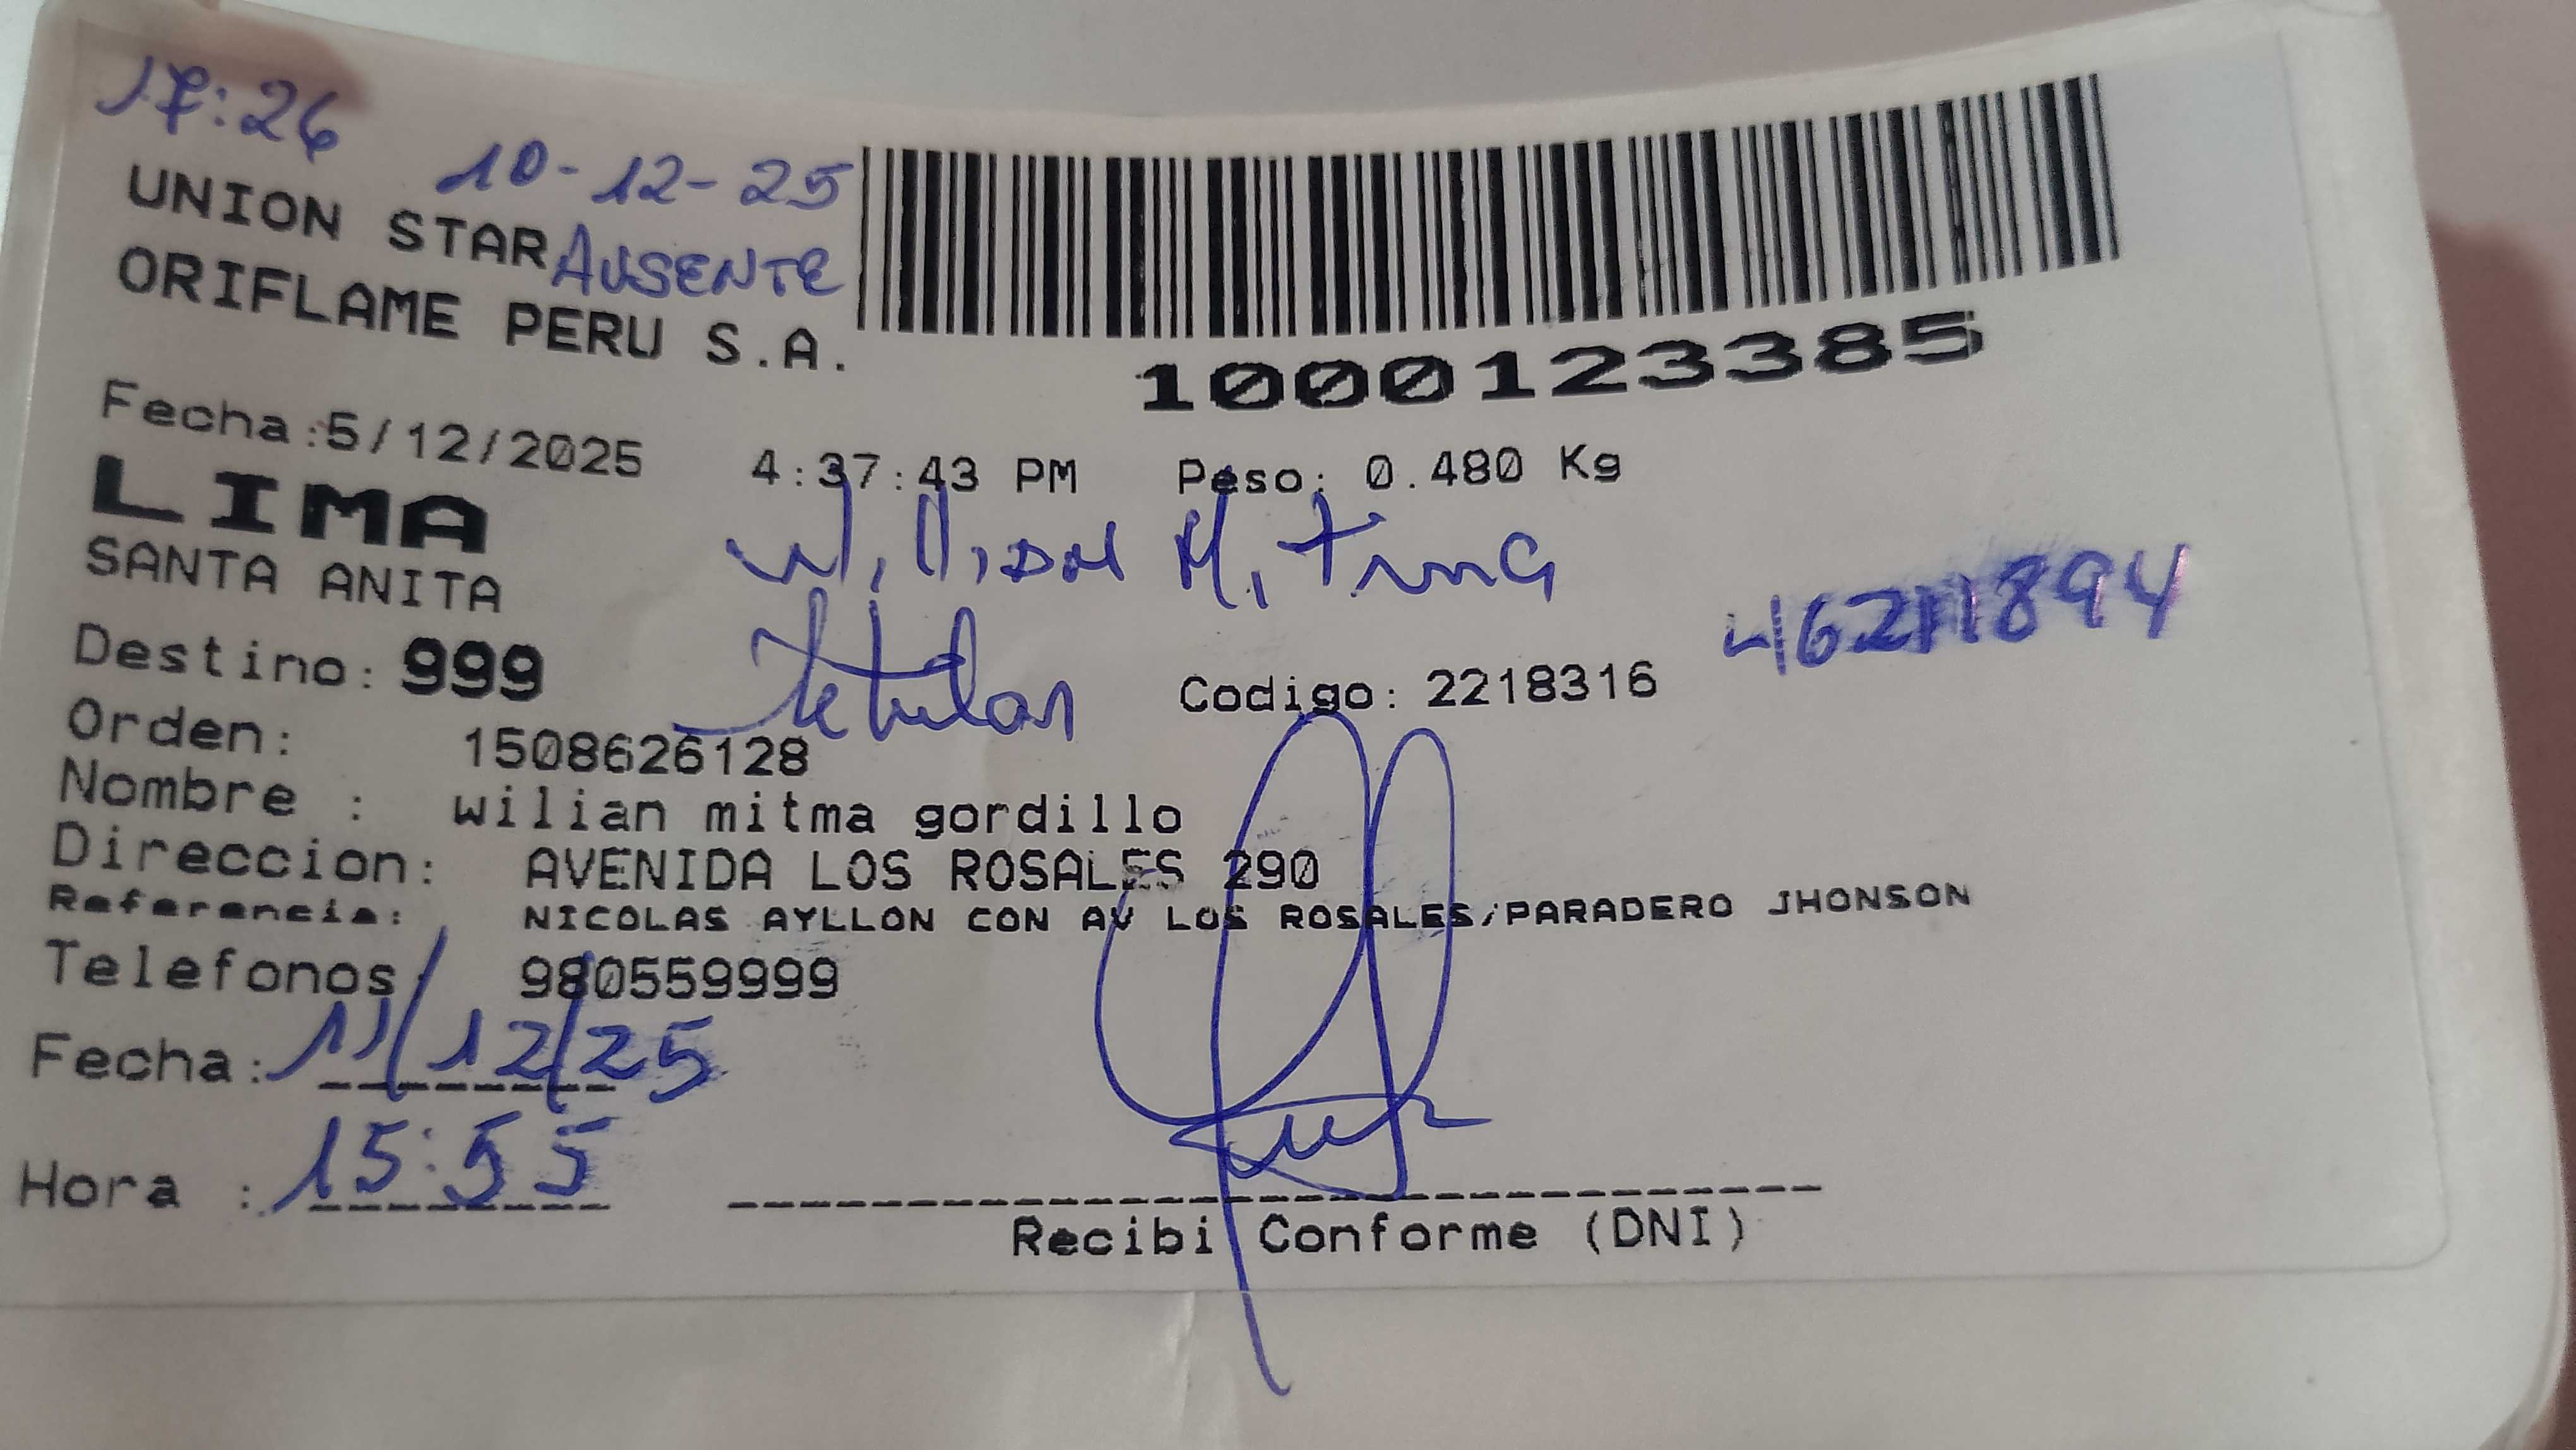 17:26
10-12-25
UNION STAR AUSENTE
ORIFLAME PERU S.A.
1000123385
Fecha:5/12/2025 4:37:43 PM Peso: 0.480 Kg
LIMA
SANTA ANITA
Titular
Destino: 999 Codigo: 2218316
Orden: 1508626128
Nombre : wilian mitma gordillo
Direccion: AVENIDA LOS ROSALES 290
Referencia: NICOLAS AYLLON CON AV LOS ROSALES/PARADERO JHONSON
Telefonos 980559999
Fecha: 11/12/25
Hora : 15:55
Recibi Conforme (DNI)